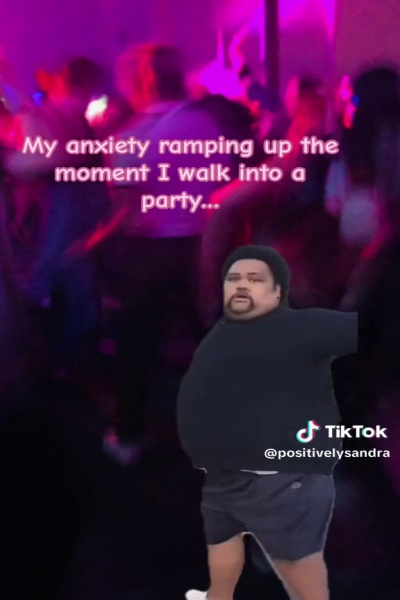 My anxiety ramping up the
moment I walk into a
party...
TikTok
@positivelysandra